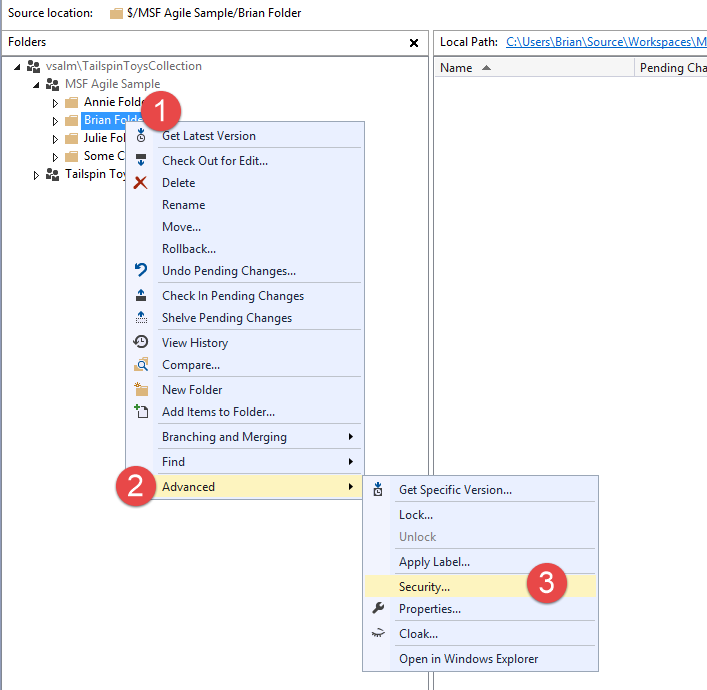 Source location: $/MSF Agile Sample/Brian Folder
Folders
Local Path: C:\Users\Brian\Source\Workspaces\M
Name Pending Cha
vsalm\TailspinToysCollection
MSF Agile Sample
Annie Folde
1
Brian Folde
Julie Fol
Some C
Tailspin Toy
Get Latest Version
Check Out for Edit...
Delete
Rename
Move...
Rollback...
Undo Pending Changes...
Check In Pending Changes
Shelve Pending Changes
View History
Compare...
New Folder
Add Items to Folder...
Branching and Merging
Find
2 Advanced
Get Specific Version...
Lock...
Unlock
Apply Label...
Security... 3
Properties...
Cloak...
Open in Windows Explorer